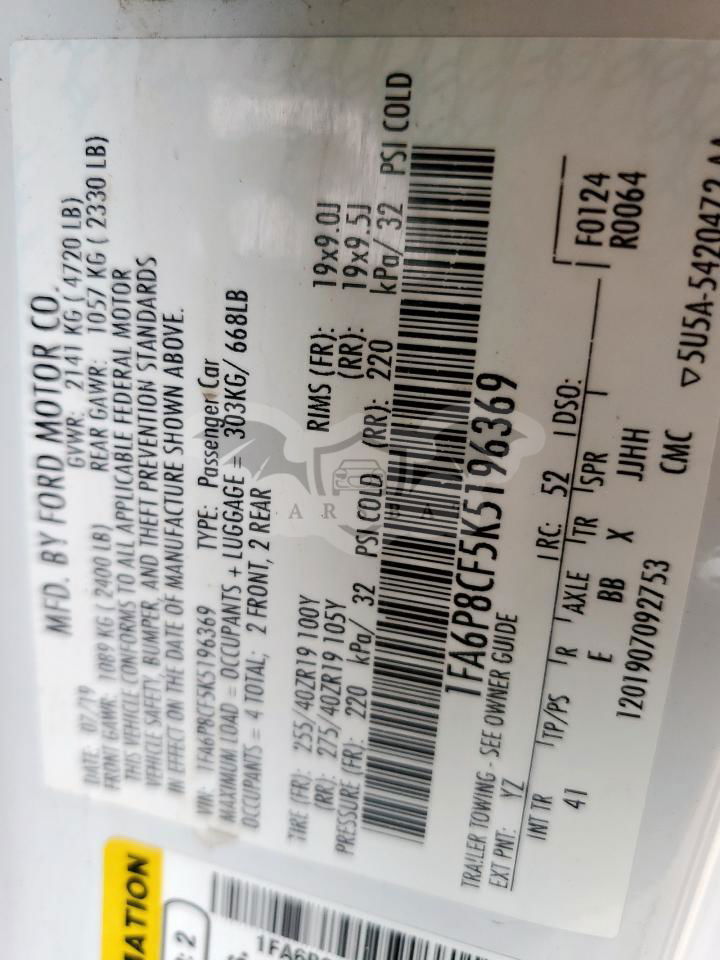 MFD. BY FORD MOTOR CO.
DATE: 07/19 GVWR: 2141 KG ( 4720 LB)
FRONT GAWR: 1089 KG ( 2400 LB) REAR GAWR: 1057 KG ( 2330 LB)
THIS VEHICLE CONFORMS TO ALL APPLICABLE FEDERAL MOTOR
VEHICLE SAFETY, BUMPER, AND THEFT PREVENTION STANDARDS
IN EFFECT ON THE DATE OF MANUFACTURE SHOWN ABOVE.
VIN: 1FA6P8CF5K5196369 TYPE: Passenger Car
MAXIMUM LOAD = OCCUPANTS + LUGGAGE = 303KG/ 668LB
OCCUPANTS = 4 TOTAL; 2 FRONT, 2 REAR
TIRE (FR): 255/40ZR19 100Y RIMS (FR): 19x9.0J
(RR): 275/40ZR19 105Y (RR): 19x9.5J
PRESSURE (FR): 220 kPa/ 32 PSI COLD (RR): 220 kPa/ 32 PSI COLD
1FA6P8CF5K5196369
TRAILER TOWING - SEE OWNER GUIDE
EXT PNT: YZ RC: 52 DSO: F0124
R0064
INT TR TP/PS R AXLE TR SPR
41 E BB X JJHH
1201907092753 CMC
5U5A-5420472
MATION
: 2